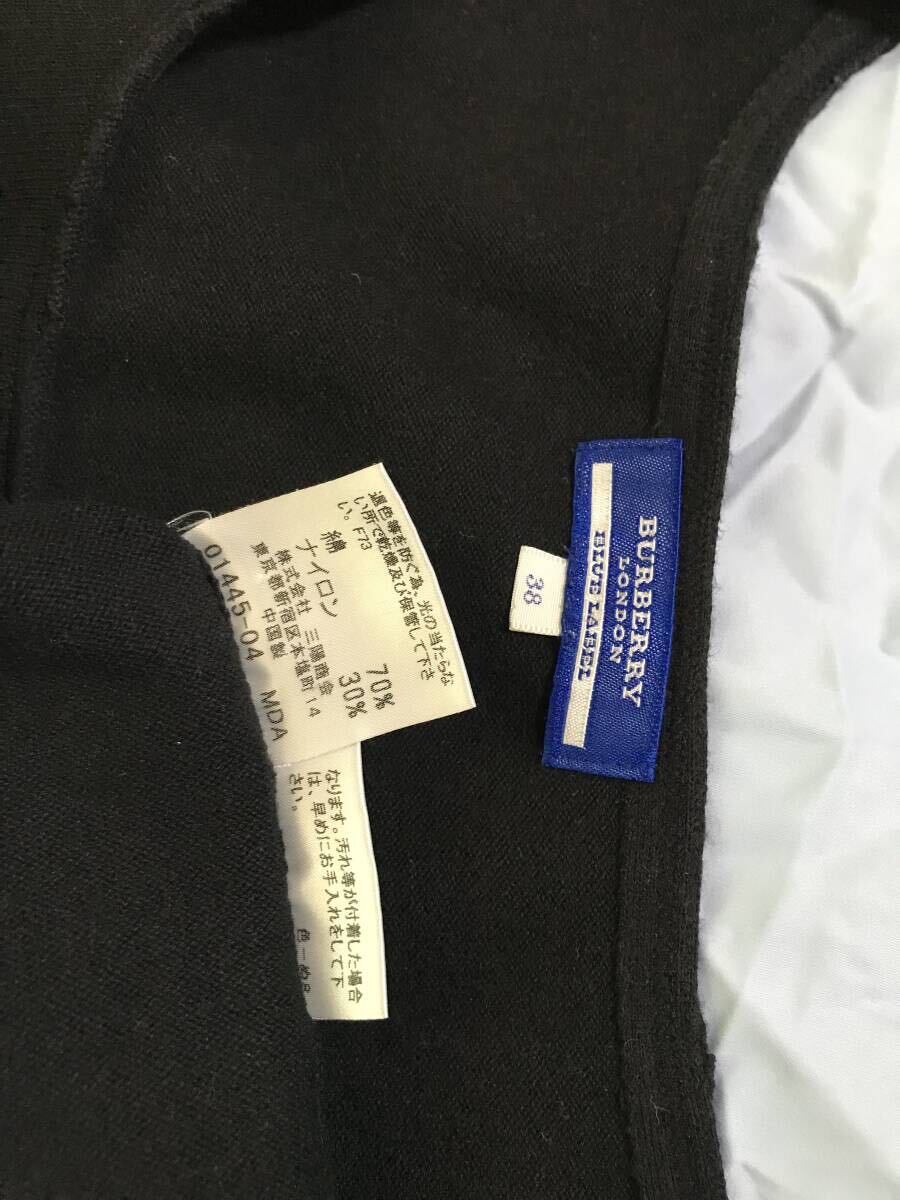 BURBERRY
LONDON
BLUE LABEL
38
退色等を防ぐ為、光の当たらな
い所で乾燥及び保管して下さ
い。F73
綿 70%
ナイロン 30%
株式会社 三陽商会
東京都新宿区本塩町14
中国製
01445-04 MDA
なります。汚れ等が付着した場合
は、早めにお手入れをして下
さい。